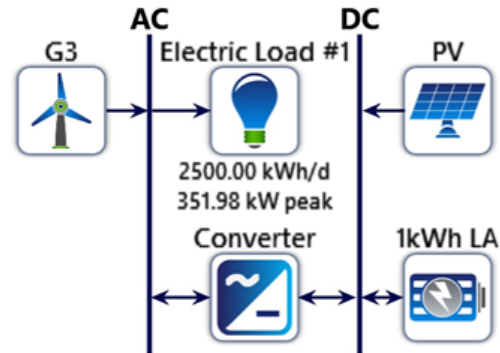 AC DC
G3 Electric Load #1 PV
2500.00 kWh/d
351.98 kW peak
Converter 1kWh LA